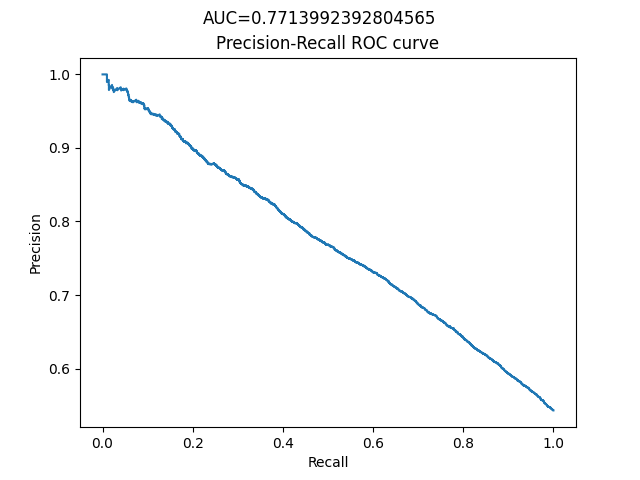 AUC=0.7713992392804565
Precision-Recall ROC curve
1.0
0.9
0.8
0.7
0.6
Precision
0.0 0.2 0.4 0.6 0.8 1.0
Recall